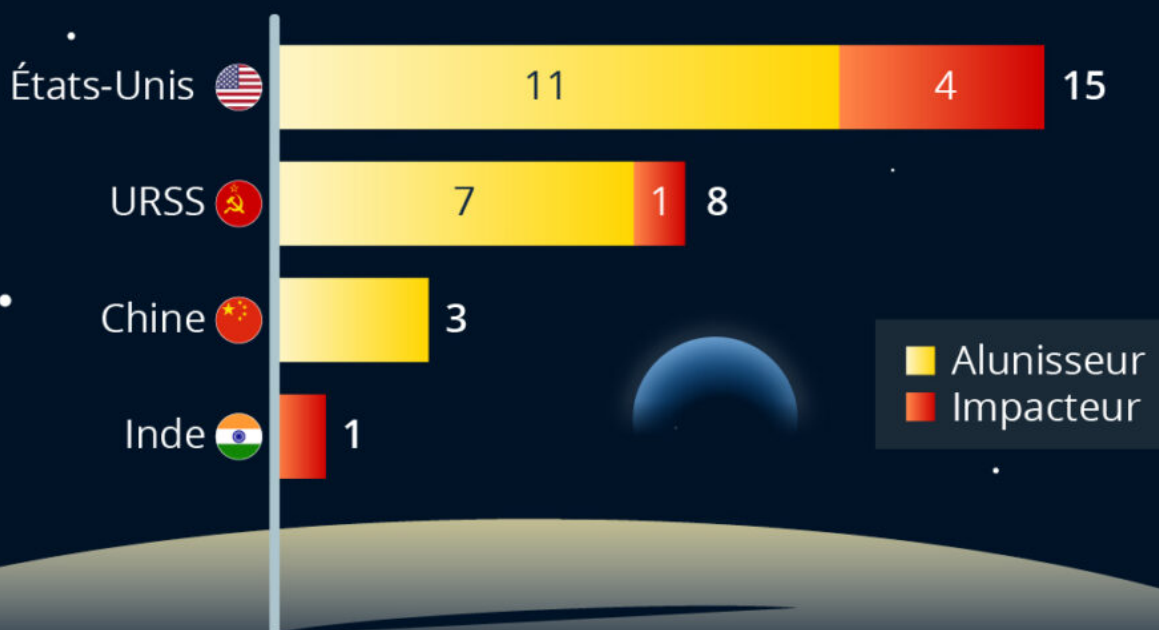 États-Unis 11 4 15
URSS 7 1 8
Chine 3
Inde 1
Alunisseur
Impacteur